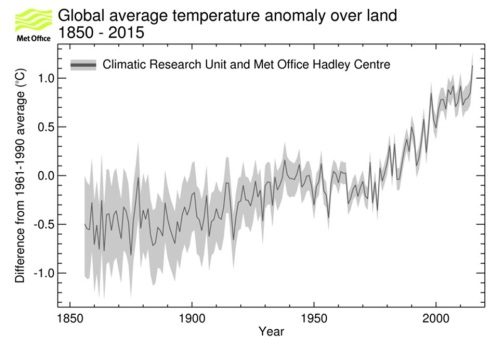 Met Office
Global average temperature anomaly over land
1850 - 2015
Climatic Research Unit and Met Office Hadley Centre
Difference from 1961-1990 average (°C)
1.0
0.5
0.0
-0.5
-1.0
1850
1900
1950
2000
Year